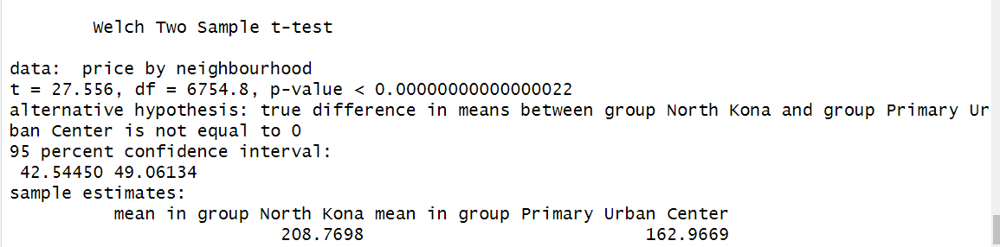 Welch Two Sample t-test
data:  price by neighbourhood
t = 27.556, df = 6754.8, p-value < 0.00000000000000022
alternative hypothesis: true difference in means between group North Kona and group Primary Ur
ban Center is not equal to 0
95 percent confidence interval:
 42.54450 49.06134
sample estimates:
mean in group North Kona mean in group Primary Urban Center
208.7698                             162.9669